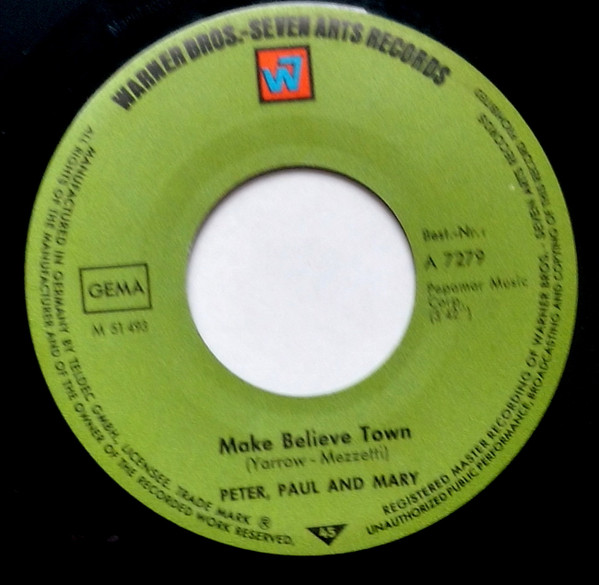 WARNER BROS.-SEVEN ARTS RECORDS
W7
Best.-Nr.:
A 7279
Pepamar Music
Corp.
GEMA
M 51 493
Make Believe Town
(Yarrow - Mezzetti)
PETER, PAUL AND MARY
45
MANUFACTURED IN GERMANY BY TELDEC GMBH., LICENSEE, TRADE MARK ®
ALL RIGHTS OF THE MANUFACTURER AND OF THE OWNER OF THE RECORDED WORK RESERVED,
REGISTERED MASTER RECORDING OF WARNER BROS. - SEVEN ARTS RECORDS
UNAUTHORIZED PUBLIC PERFORMANCE, BROADCASTING AND COPYING OF THIS RECORD PROHIBITED